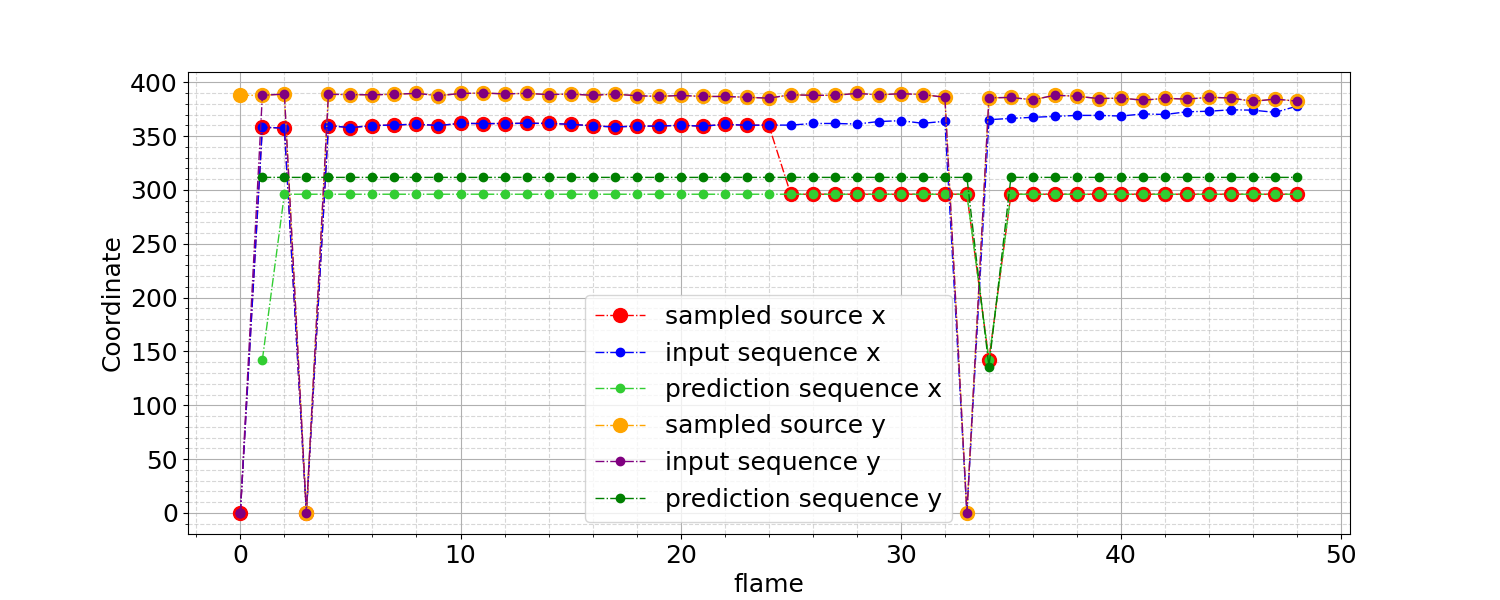 400
350
300
250
200
150
100
50
0
Coordinate
sampled source x
input sequence x
prediction sequence x
sampled source y
input sequence y
prediction sequence y
0 10 20 30 40 50
flame